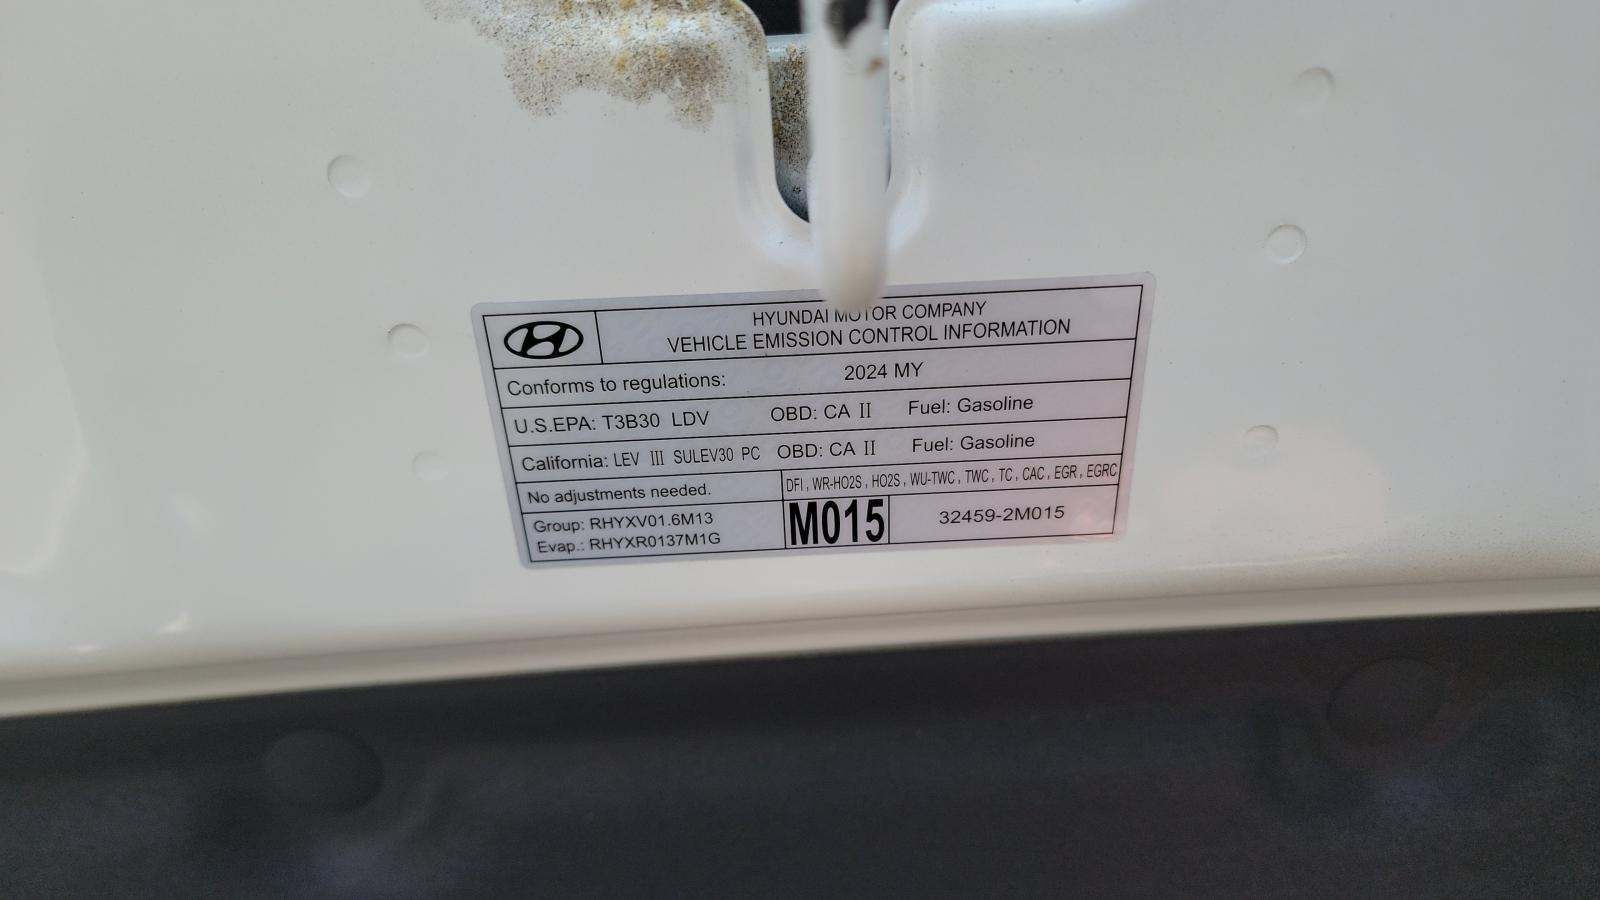 HYUNDAI MOTOR COMPANY
VEHICLE EMISSION CONTROL INFORMATION
Conforms to regulations: 2024 MY
U.S.EPA: T3B30 LDV OBD: CA II Fuel: Gasoline
California: LEV III SULEV30 PC OBD: CA II Fuel: Gasoline
No adjustments needed. DFI , WR-HO2S , HO2S , WU-TWC , TWC , TC , CAC , EGR , EGRC
Group: RHYXV01.6M13
Evap.: RHYXR0137M1G
M015
32459-2M015